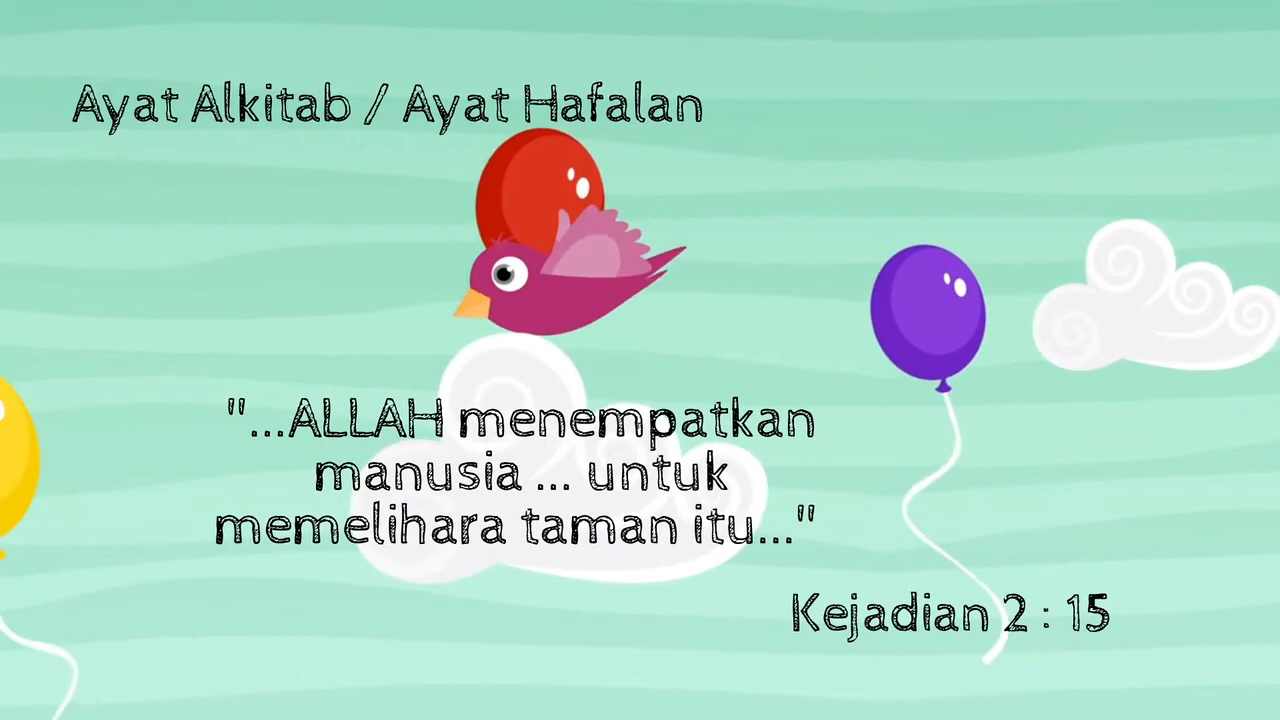 Ayat Alkitab / Ayat Hafalan
"...ALLAH menempatkan
manusia ... untuk
memelihara taman itu..."
Kejadian 2 : 15